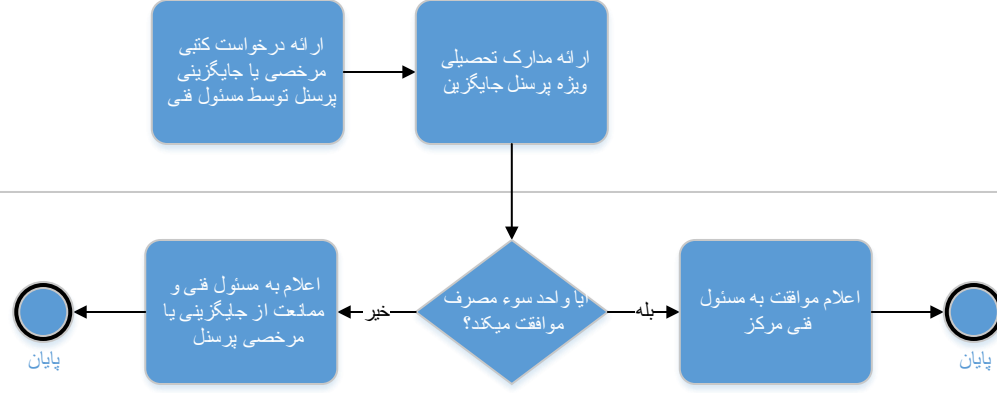 ارائه درخواست کتبی
مرخصی یا جایگزینی
پرسنل توسط مسئول فنی
ارائه مدارک تحصیلی
ویژه پرسنل جایگزین
آیا واحد سوء مصرف
موافقت میکند؟
بله
اعلام موافقت به مسئول
فنی مرکز
پایان
خیر
اعلام به مسئول فنی و
ممانعت از جایگزینی یا
مرخصی پرسنل
پایان